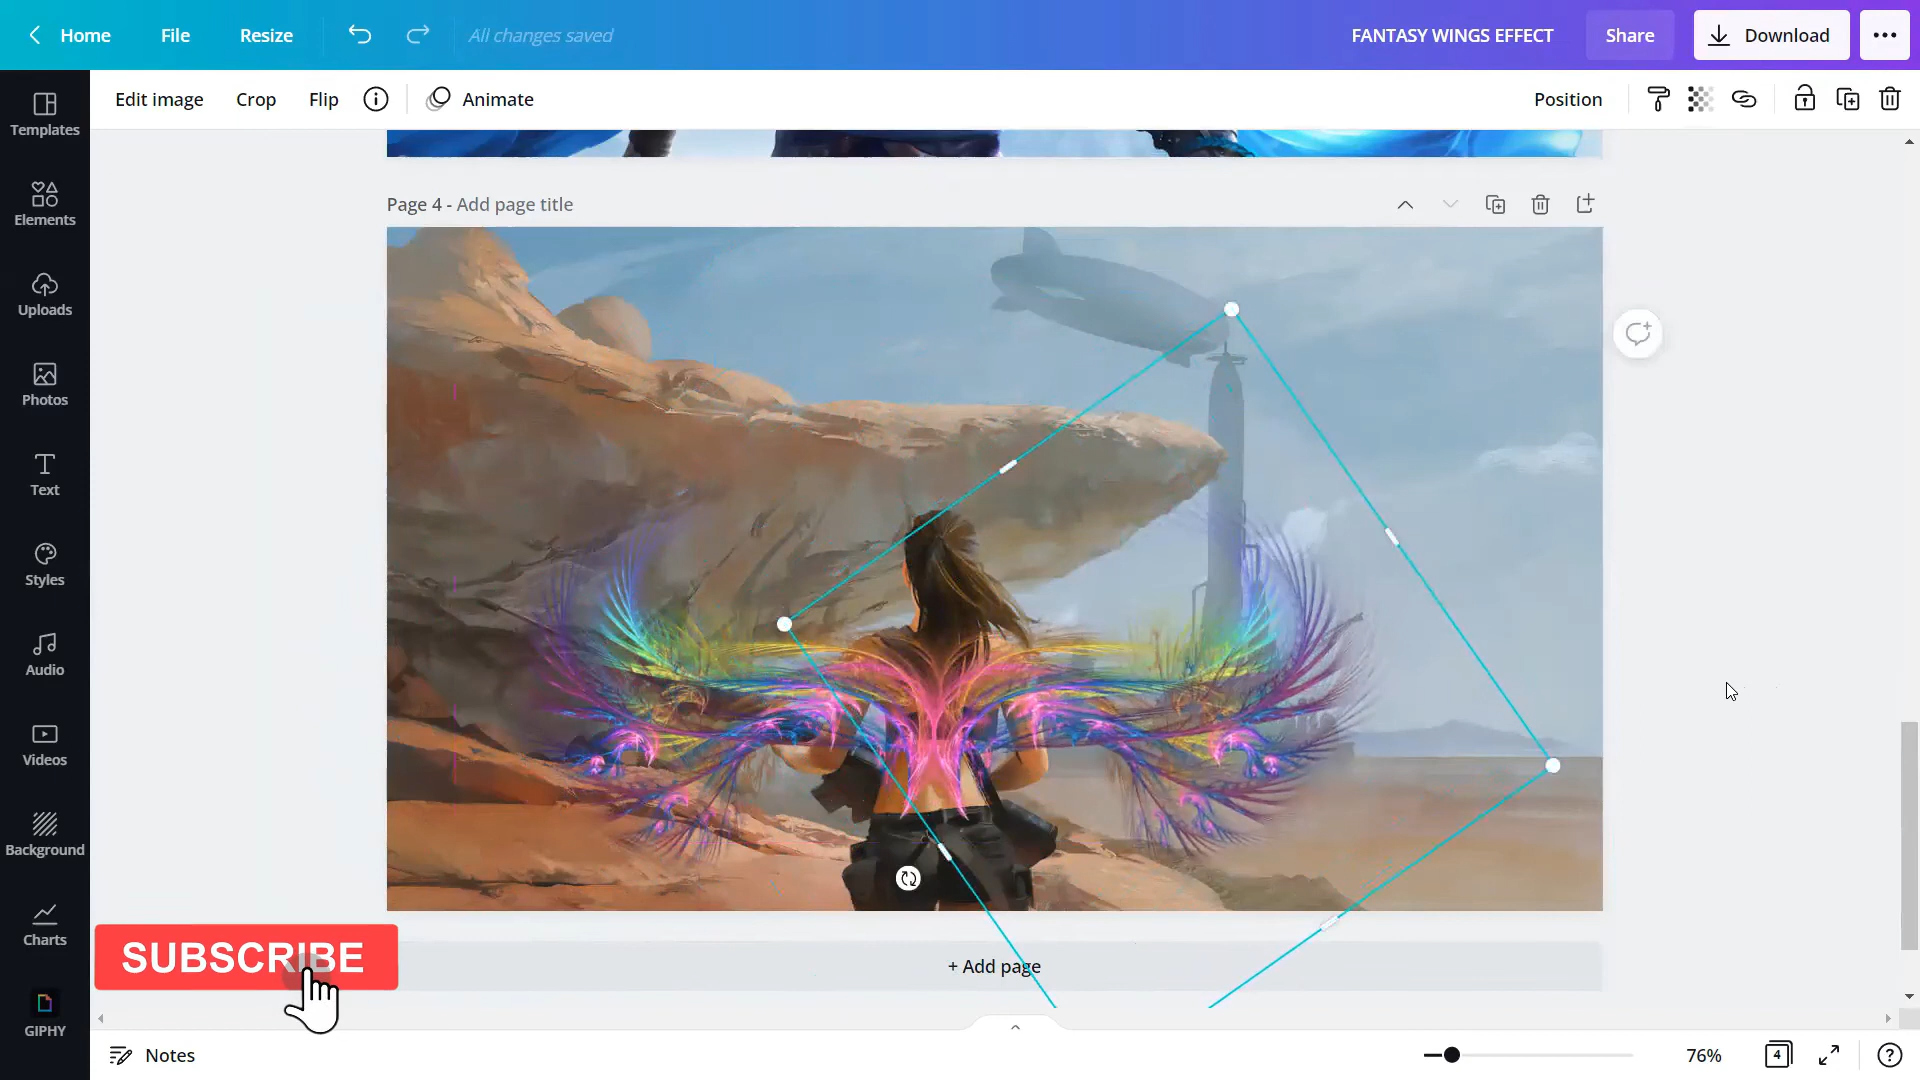 Home
File
Resize
All changes saved
FANTASY WINGS EFFECT
Share
Download
Edit image
Crop
Flip
Animate
Position
Templates
Elements
Uploads
Photos
Text
Styles
Audio
Videos
Background
Charts
GIPHY
Page 4 - Add page title
+ Add page
SUBSCRIBE
Notes
76%
4